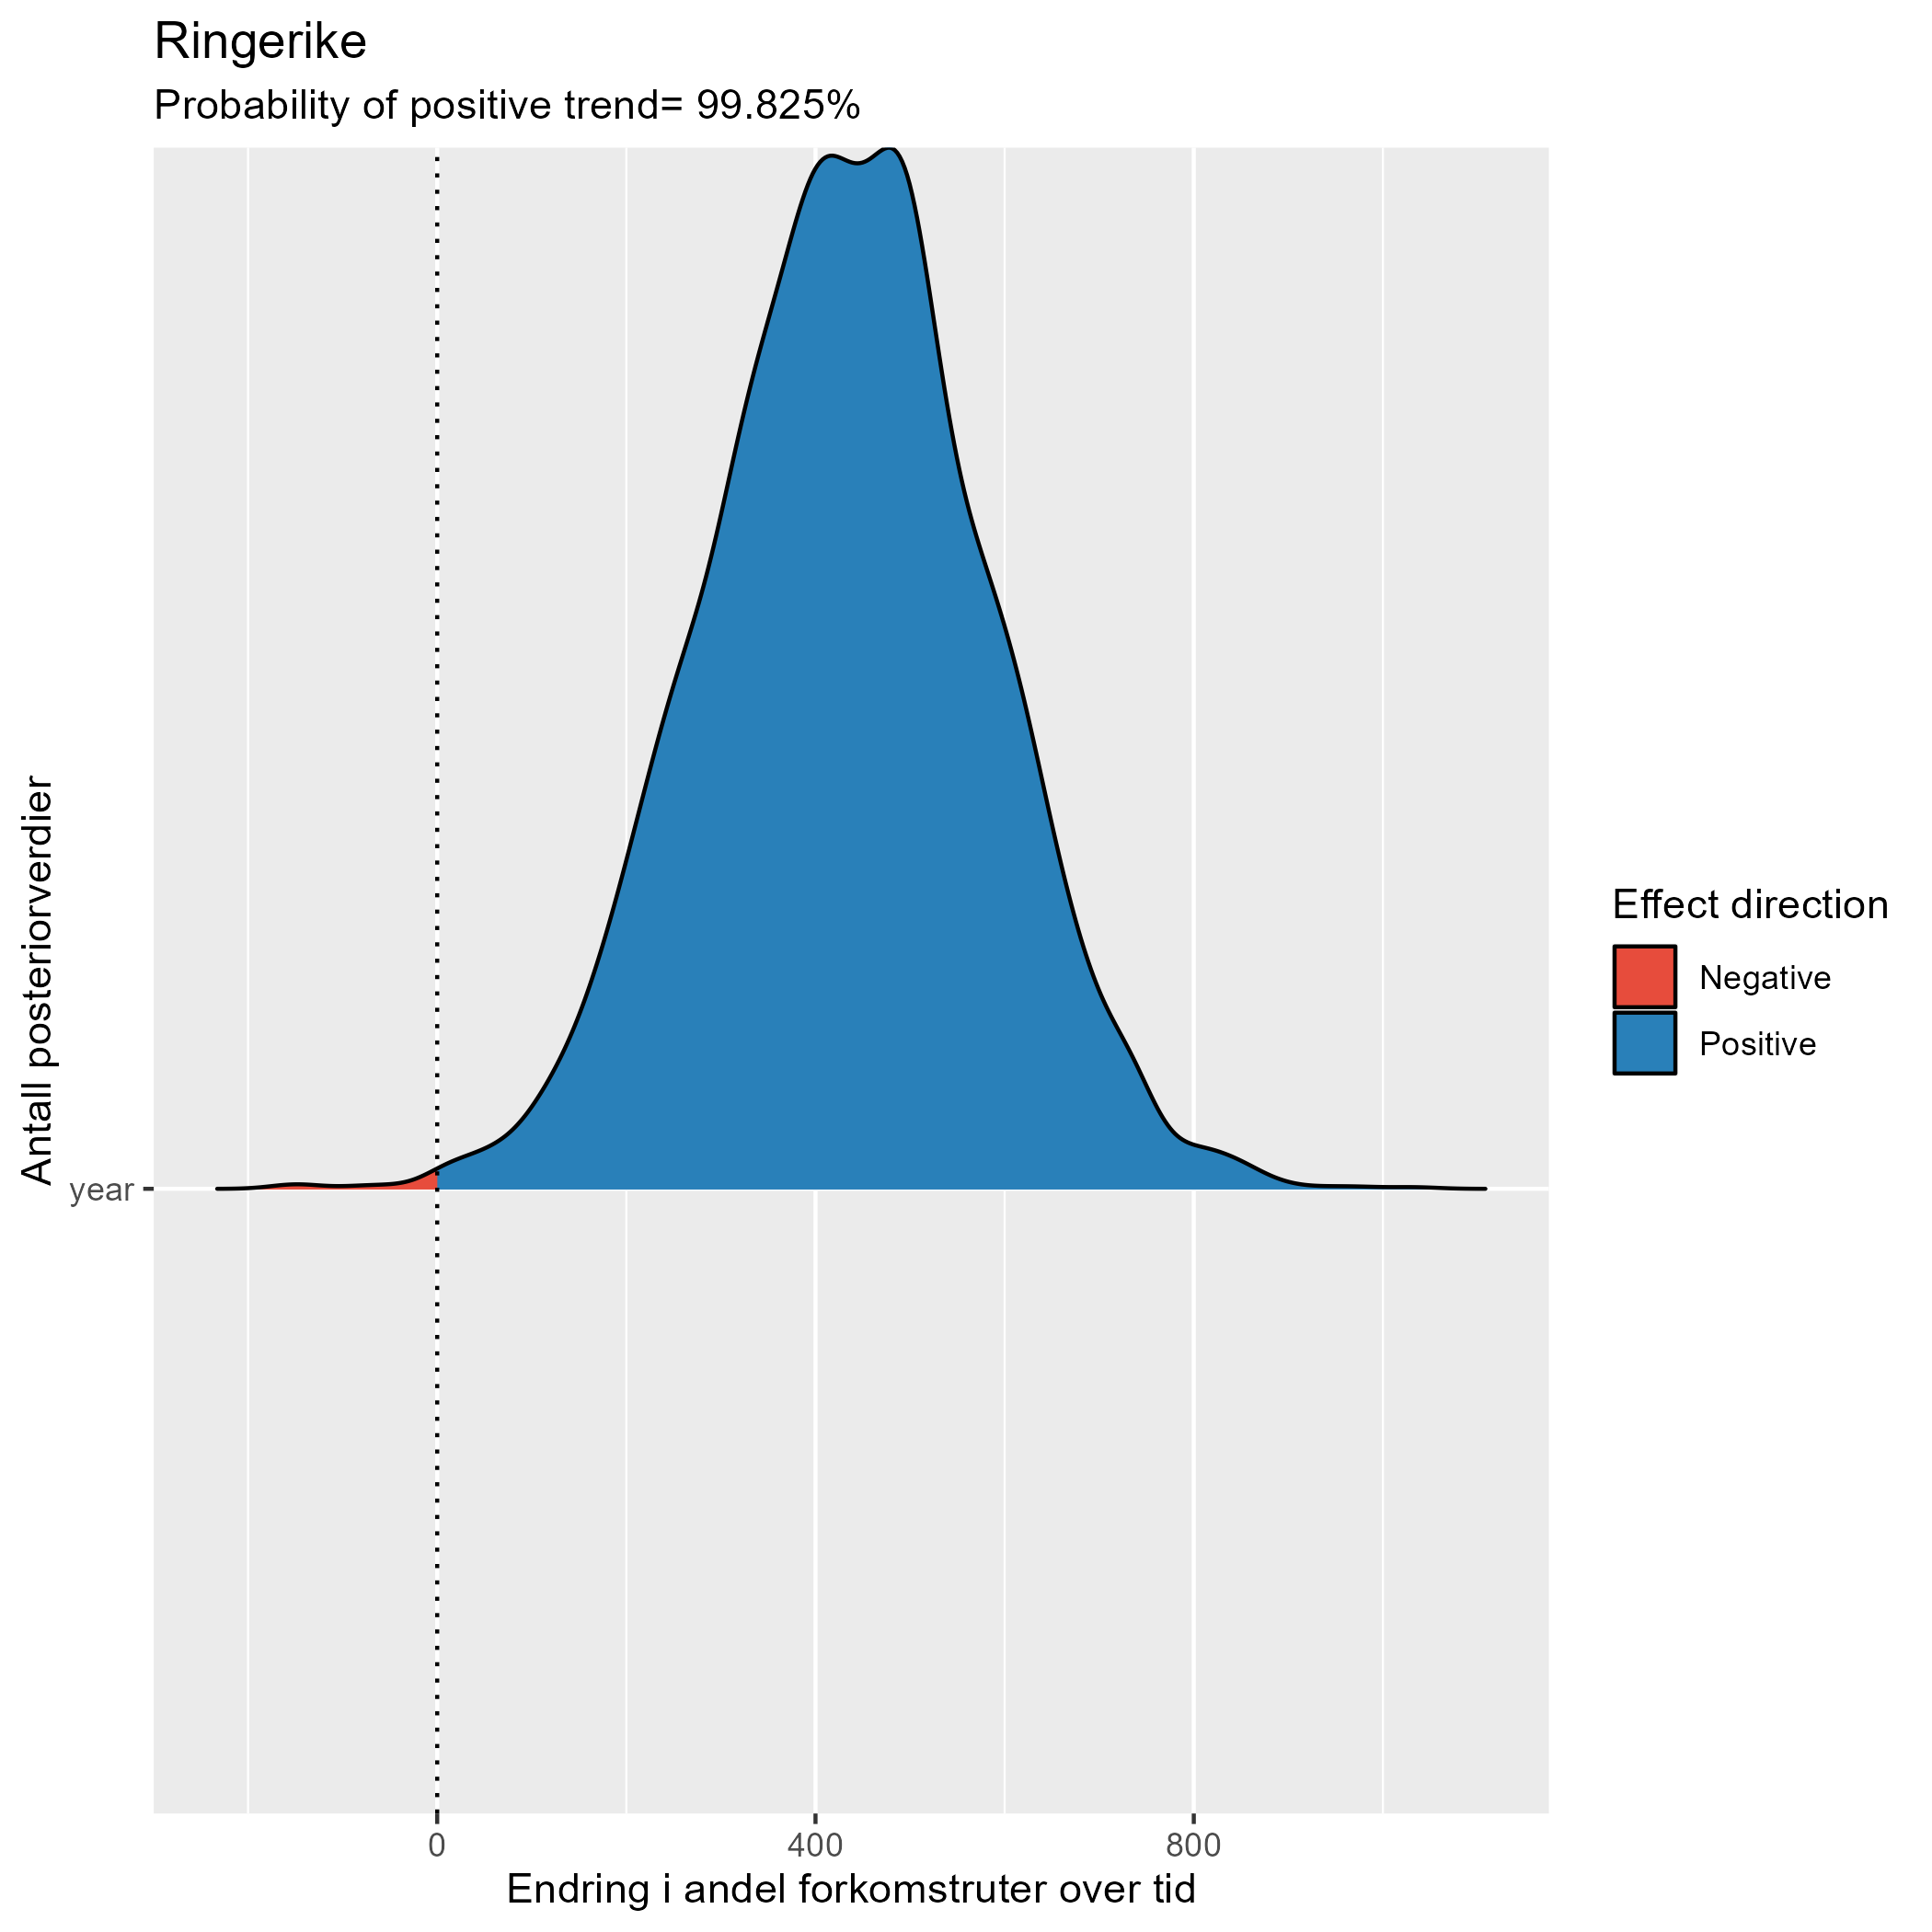 Ringerike
Probability of positive trend= 99.825%
Antall posteriorverdier
year
0
400
800
Endring i andel forkomstruter over tid
Effect direction
Negative
Positive